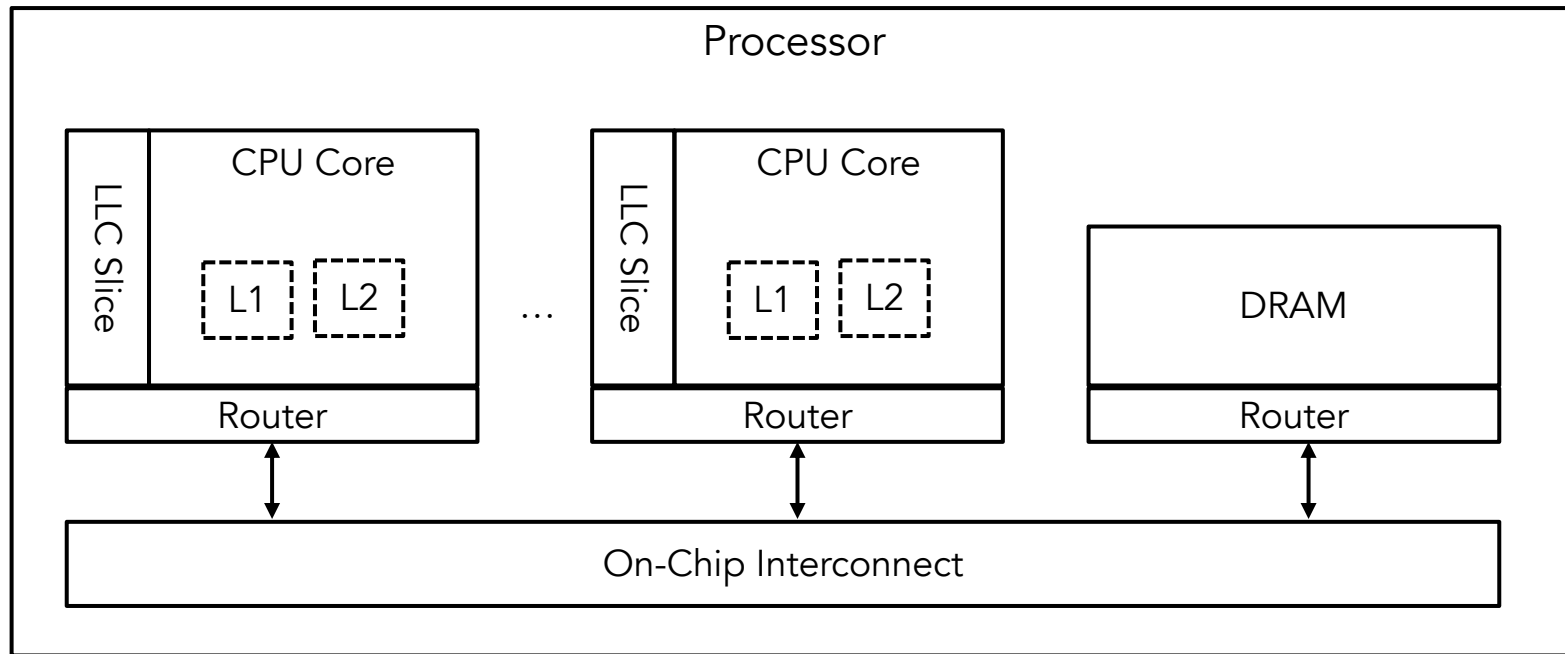 Processor
LLC Slice
CPU Core
L1
L2
Router
...
LLC Slice
CPU Core
L1
L2
Router
DRAM
Router
On-Chip Interconnect